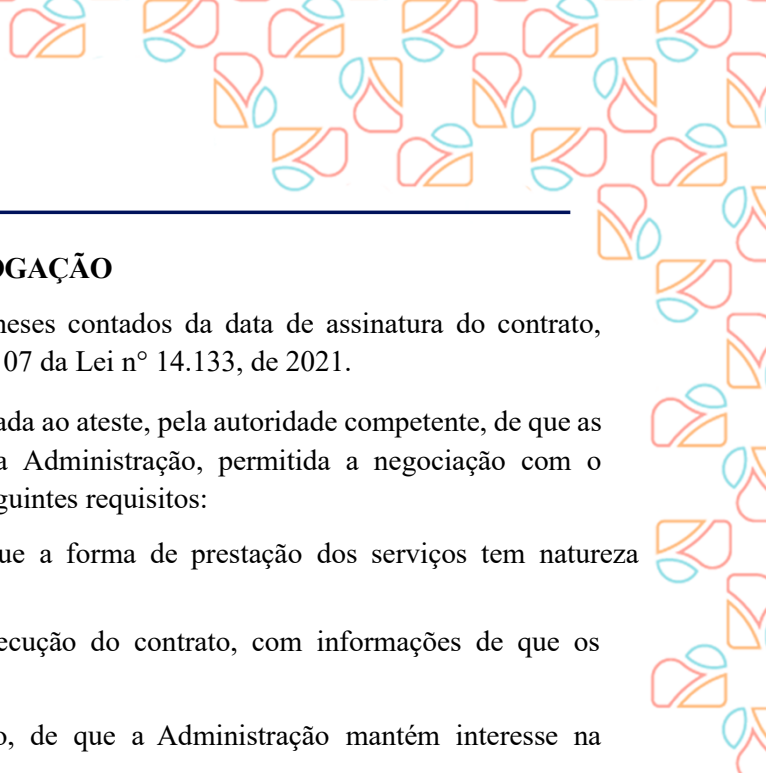 OGAÇÃO
meses contados da data de assinatura do contrato,
07 da Lei n° 14.133, de 2021.
ada ao ateste, pela autoridade competente, de que as
a Administração, permitida a negociação com o
guintes requisitos:
ue a forma de prestação dos serviços tem natureza
ecução do contrato, com informações de que os
o, de que a Administração mantém interesse na